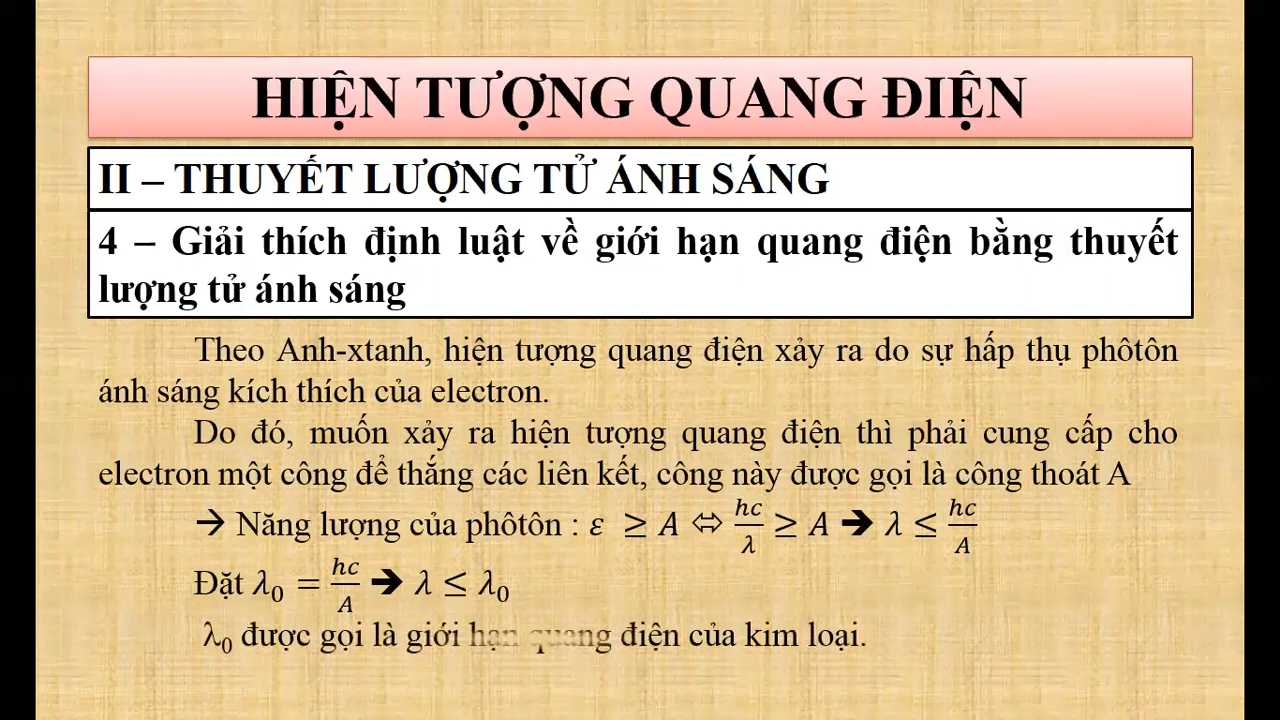 HIỆN TƯỢNG QUANG ĐIỆN
II – THUYẾT LƯỢNG TỬ ÁNH SÁNG
4 – Giải thích định luật về giới hạn quang điện bằng thuyết
lượng tử ánh sáng
Theo Anh-xtanh, hiện tượng quang điện xảy ra do sự hấp thụ phôtôn
ánh sáng kích thích của electron.
Do đó, muốn xảy ra hiện tượng quang điện thì phải cung cấp cho
electron một công để thắng các liên kết, công này được gọi là công thoát A
→ Năng lượng của phôtôn : ε ≥ A ⇔ hc/λ ≥ A → λ ≤ hc/A
Đặt λ₀ = hc/A → λ ≤ λ₀
λ₀ được gọi là giới hạn quang điện của kim loại.